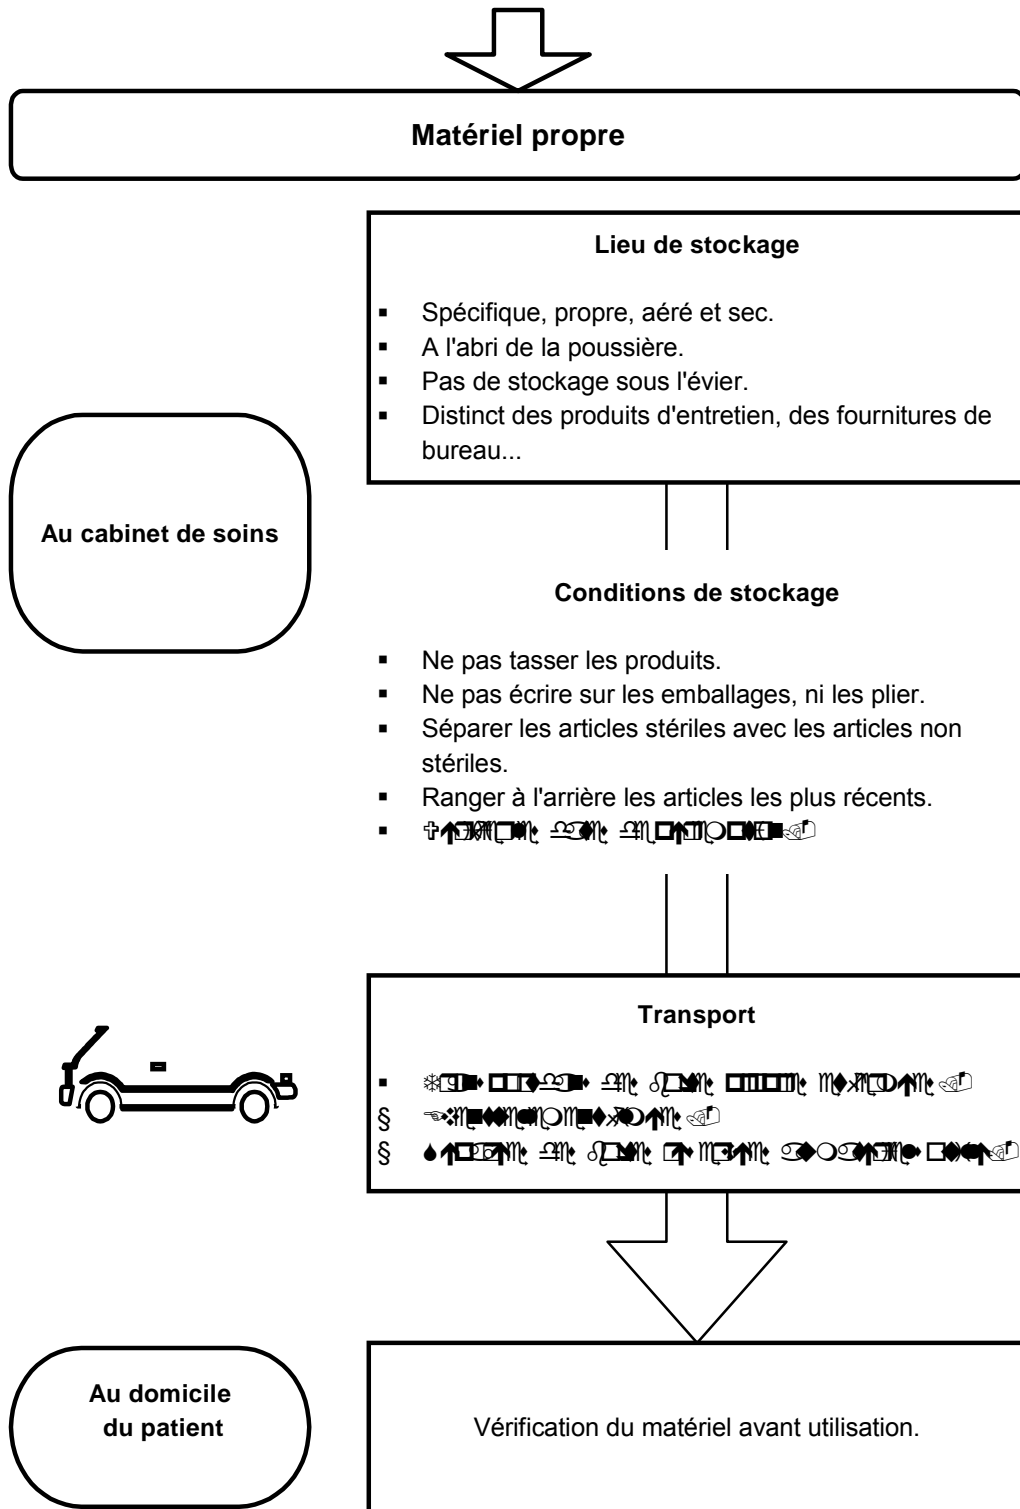 Matériel propre
Lieu de stockage
▪ Spécifique, propre, aéré et sec.
▪ A l'abri de la poussière.
▪ Pas de stockage sous l'évier.
▪ Distinct des produits d'entretien, des fournitures de
bureau...
Au cabinet de soins
Conditions de stockage
▪ Ne pas tasser les produits.
▪ Ne pas écrire sur les emballages, ni les plier.
▪ Séparer les articles stériles avec les articles non
stériles.
▪ Ranger à l'arrière les articles les plus récents.
Transport
Au domicile
du patient
Vérification du matériel avant utilisation.